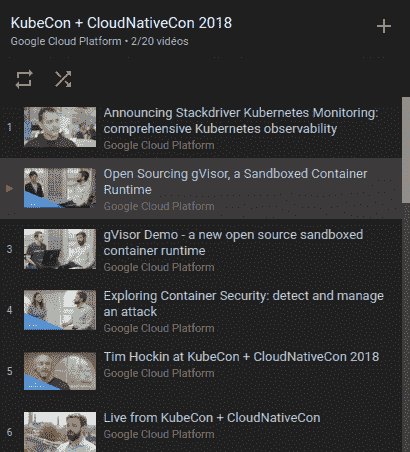 KubeCon + CloudNativeCon 2018
Google Cloud Platform • 2/20 vidéos
1
Announcing Stackdriver Kubernetes Monitoring:
comprehensive Kubernetes observability
Google Cloud Platform
Open Sourcing gVisor, a Sandboxed Container
Runtime
Google Cloud Platform
3
gVisor Demo - a new open source sandboxed
container runtime
Google Cloud Platform
4
Exploring Container Security: detect and manage
an attack
Google Cloud Platform
5
Tim Hockin at KubeCon + CloudNativeCon 2018
Google Cloud Platform
6
Live from KubeCon + CloudNativeCon
Google Cloud Platform